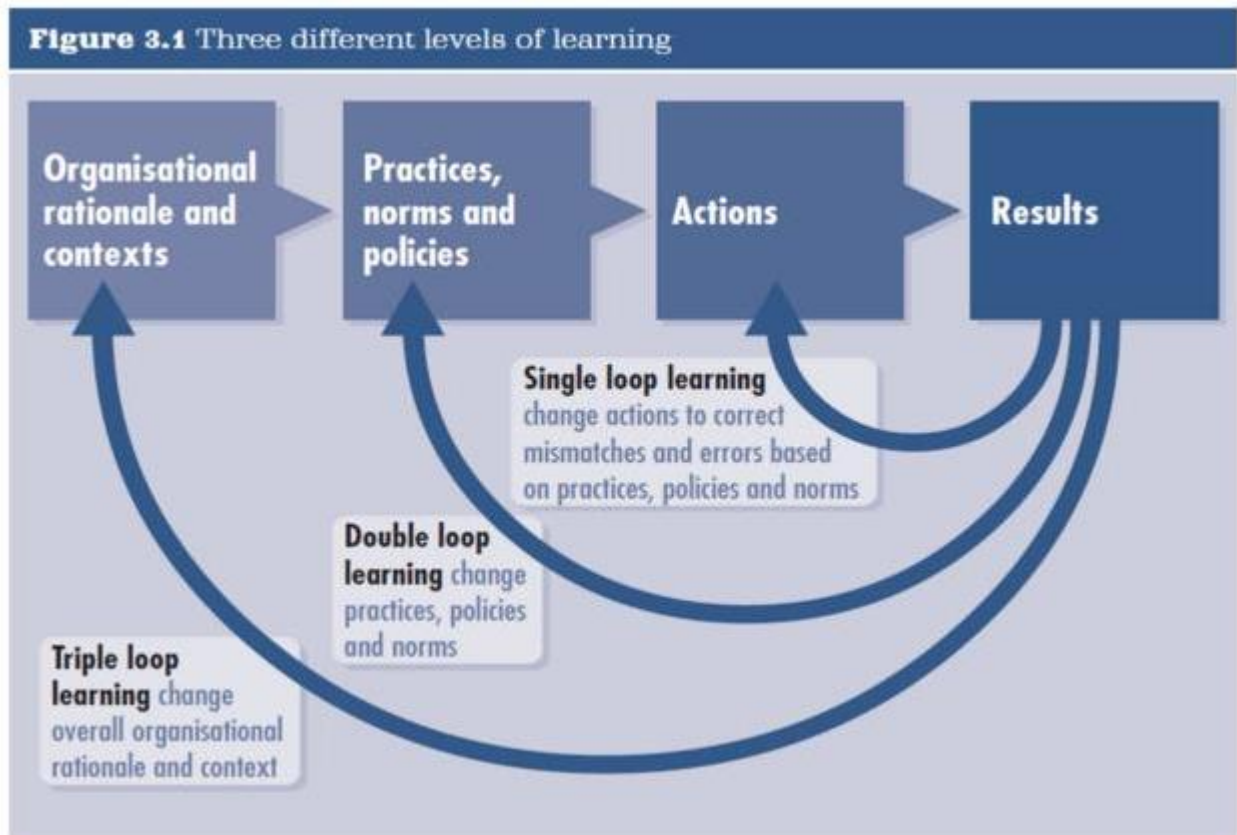 Figure 3.1 Three different levels of learning
Organisational
rationale and
contexts
Practices,
norms and
policies
Actions
Results
Single loop learning
change actions to correct
mismatches and errors based
on practices, policies and norms
Double loop
learning change
practices, policies
and norms
Triple loop
learning change
overall organisational
rationale and context